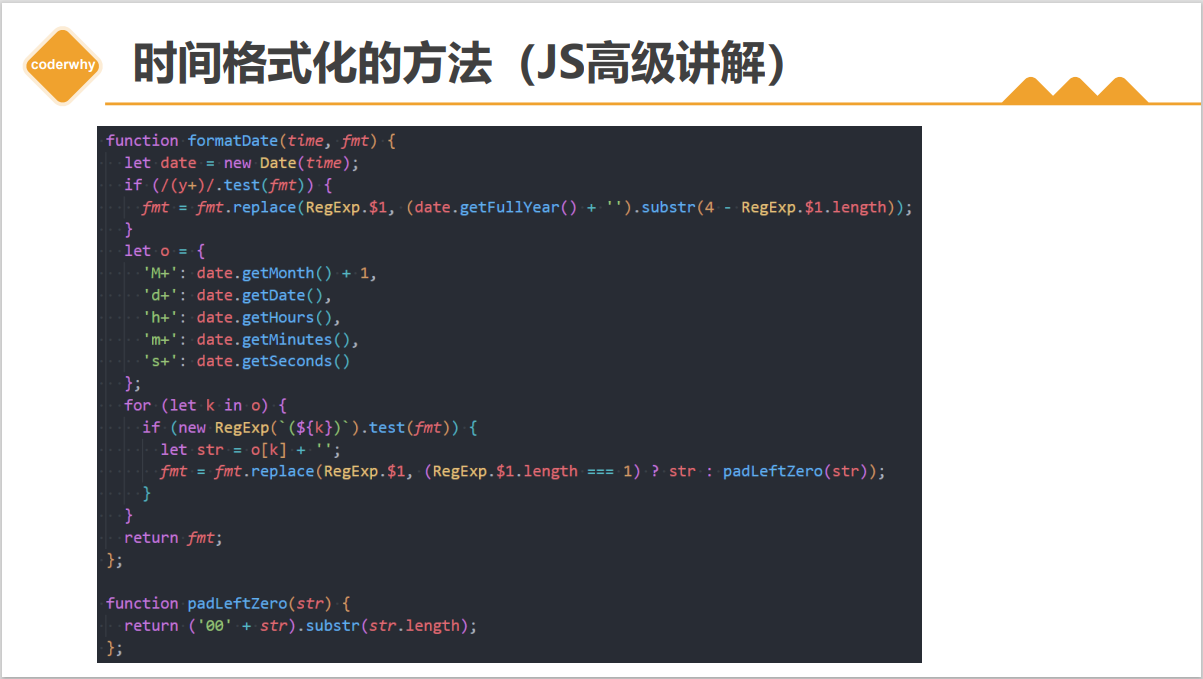 coderwhy
时间格式化的方法（JS高级讲解）
function formatDate(time, fmt) {
  let date = new Date(time);
  if (/(y+)/.test(fmt)) {
    fmt = fmt.replace(RegExp.$1, (date.getFullYear() + '').substr(4 - RegExp.$1.length));
  }
  let o = {
    'M+': date.getMonth() + 1,
    'd+': date.getDate(),
    'h+': date.getHours(),
    'm+': date.getMinutes(),
    's+': date.getSeconds()
  };
  for (let k in o) {
    if (new RegExp(`(${k})`).test(fmt)) {
      let str = o[k] + '';
      fmt = fmt.replace(RegExp.$1, (RegExp.$1.length === 1) ? str : padLeftZero(str));
    }
  }
  return fmt;
};

function padLeftZero(str) {
  return ('00' + str).substr(str.length);
};